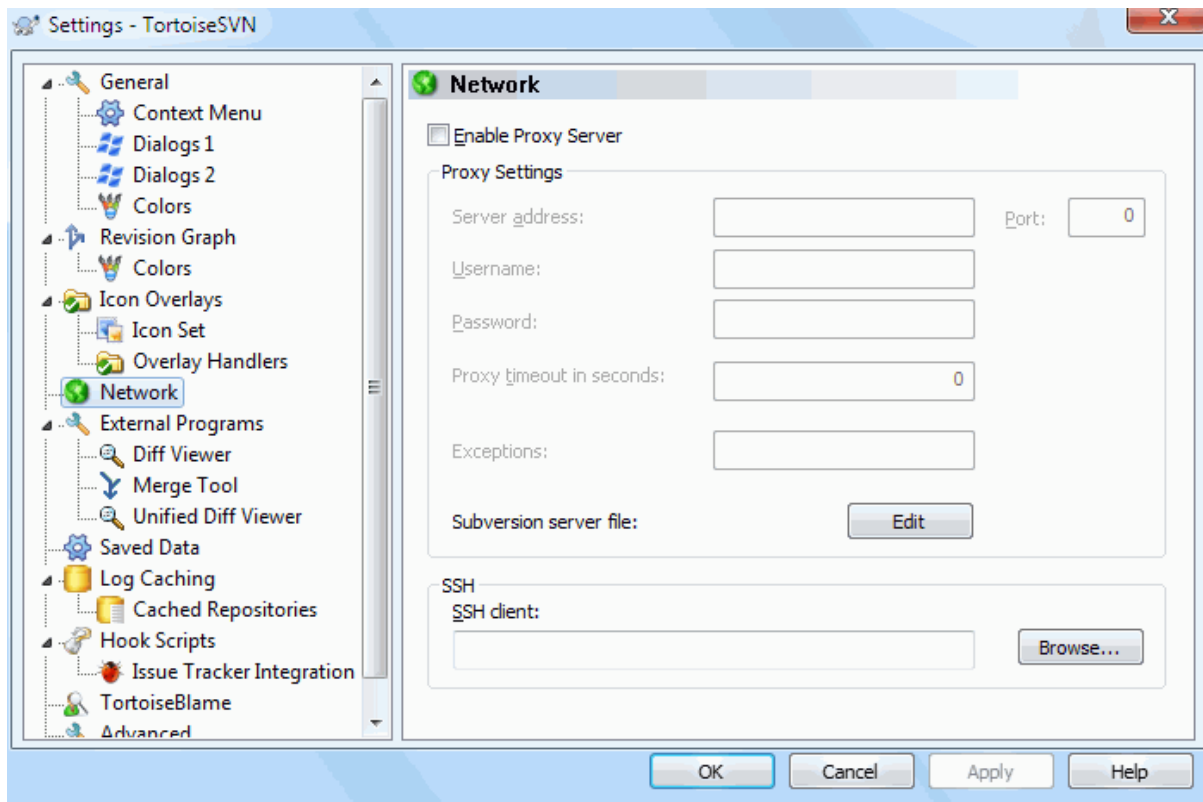 Settings - TortoiseSVN
General
Context Menu
Dialogs 1
Dialogs 2
Colors
Revision Graph
Colors
Icon Overlays
Icon Set
Overlay Handlers
Network
External Programs
Diff Viewer
Merge Tool
Unified Diff Viewer
Saved Data
Log Caching
Cached Repositories
Hook Scripts
Issue Tracker Integration
TortoiseBlame
Advanced
Network
Enable Proxy Server
Proxy Settings
Server address:
Port: 0
Username:
Password:
Proxy timeout in seconds: 0
Exceptions:
Subversion server file: Edit
SSH
SSH client:
Browse...
OK Cancel Apply Help